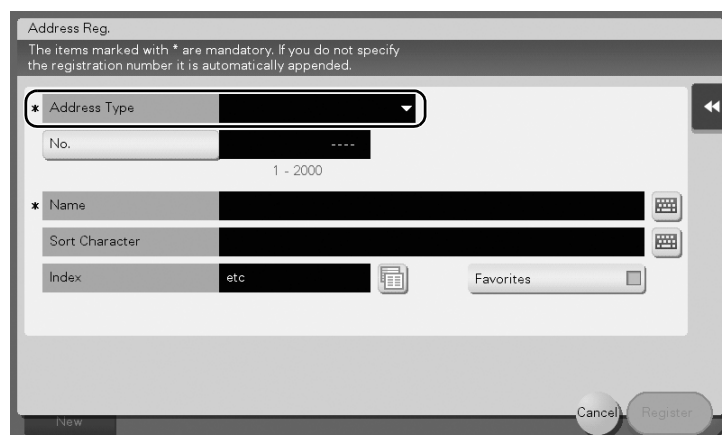 Address Reg.
The items marked with * are mandatory. If you do not specify
the registration number it is automatically appended.
* Address Type
No. ----
1 - 2000
* Name
Sort Character
Index etc Favorites
Cancel Register
New